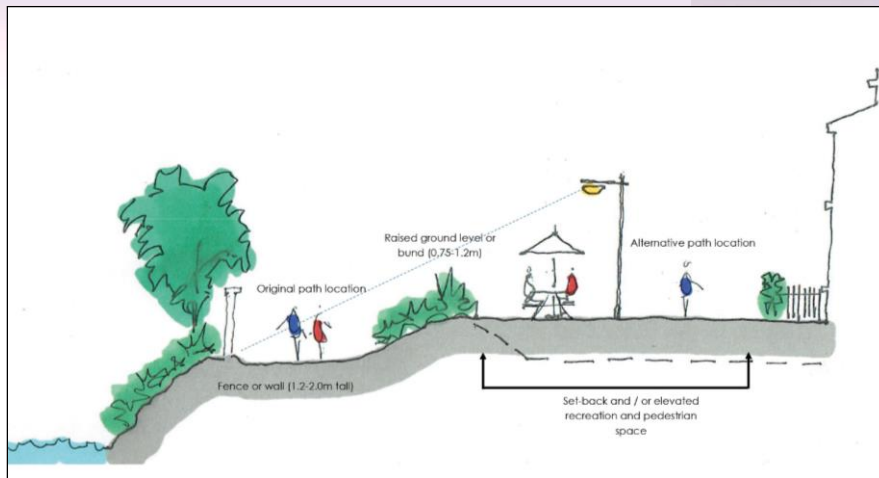 Raised ground level or
bund (0.75-1.2m)
Alternative path location
Original path location
Fence or wall (1.2-2.0m tall)
Set-back and / or elevated
recreation and pedestrian
space